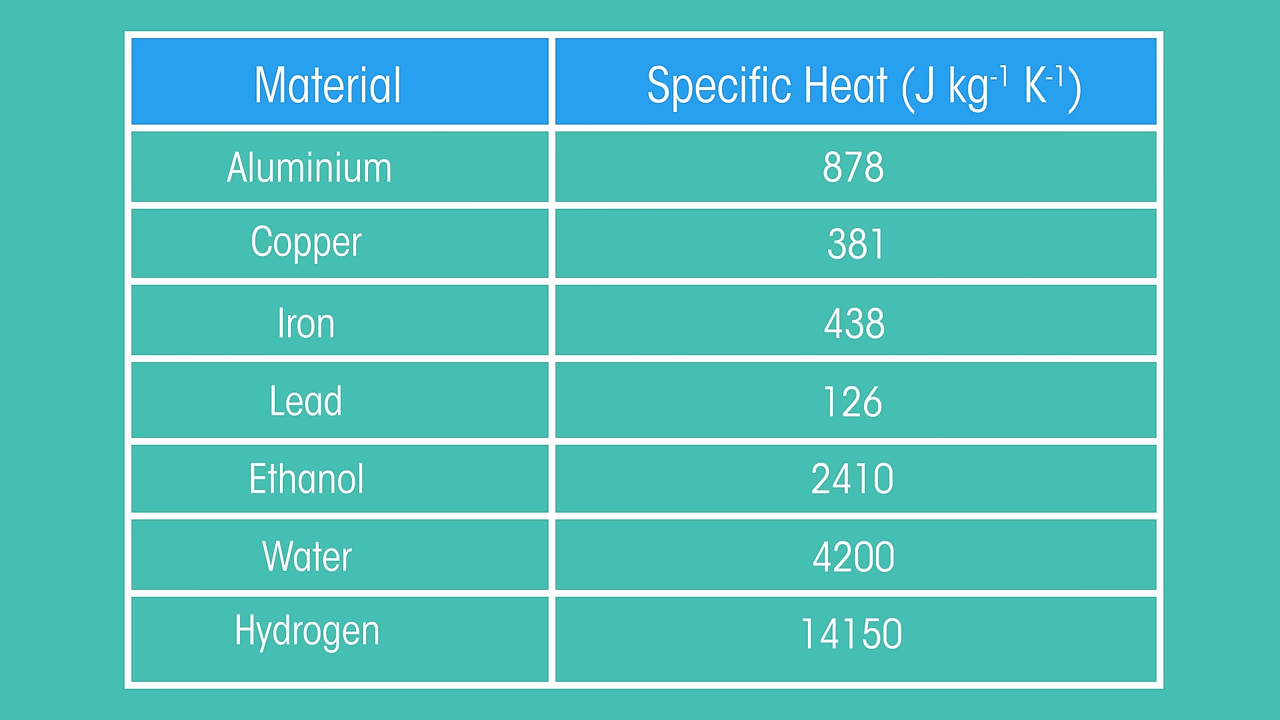 Material Specific Heat (J kg⁻¹ K⁻¹)
Aluminium 878
Copper 381
Iron 438
Lead 126
Ethanol 2410
Water 4200
Hydrogen 14150